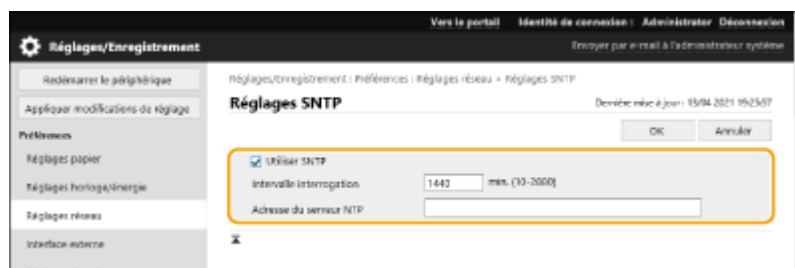 Vers le portail Identité de connexion : Administrator Déconnexion
Réglages/Enregistrement
Envoyer par e-mail à l'administrateur système
Redémarrer le périphérique
Réglages/Enregistrement : Préférences : Réglages réseau > Réglages SNTP
Appliquer modifications de réglage
Réglages SNTP
Dernière mise à jour : 13/04 2021 19:25:57
Préférences
OK Annuler
Réglages papier
Utiliser SNTP
Réglages horloge/énergie
Intervalle interrogation 1440 min. (10-2880)
Réglages réseau
Adresse du serveur NTP
Interface externe